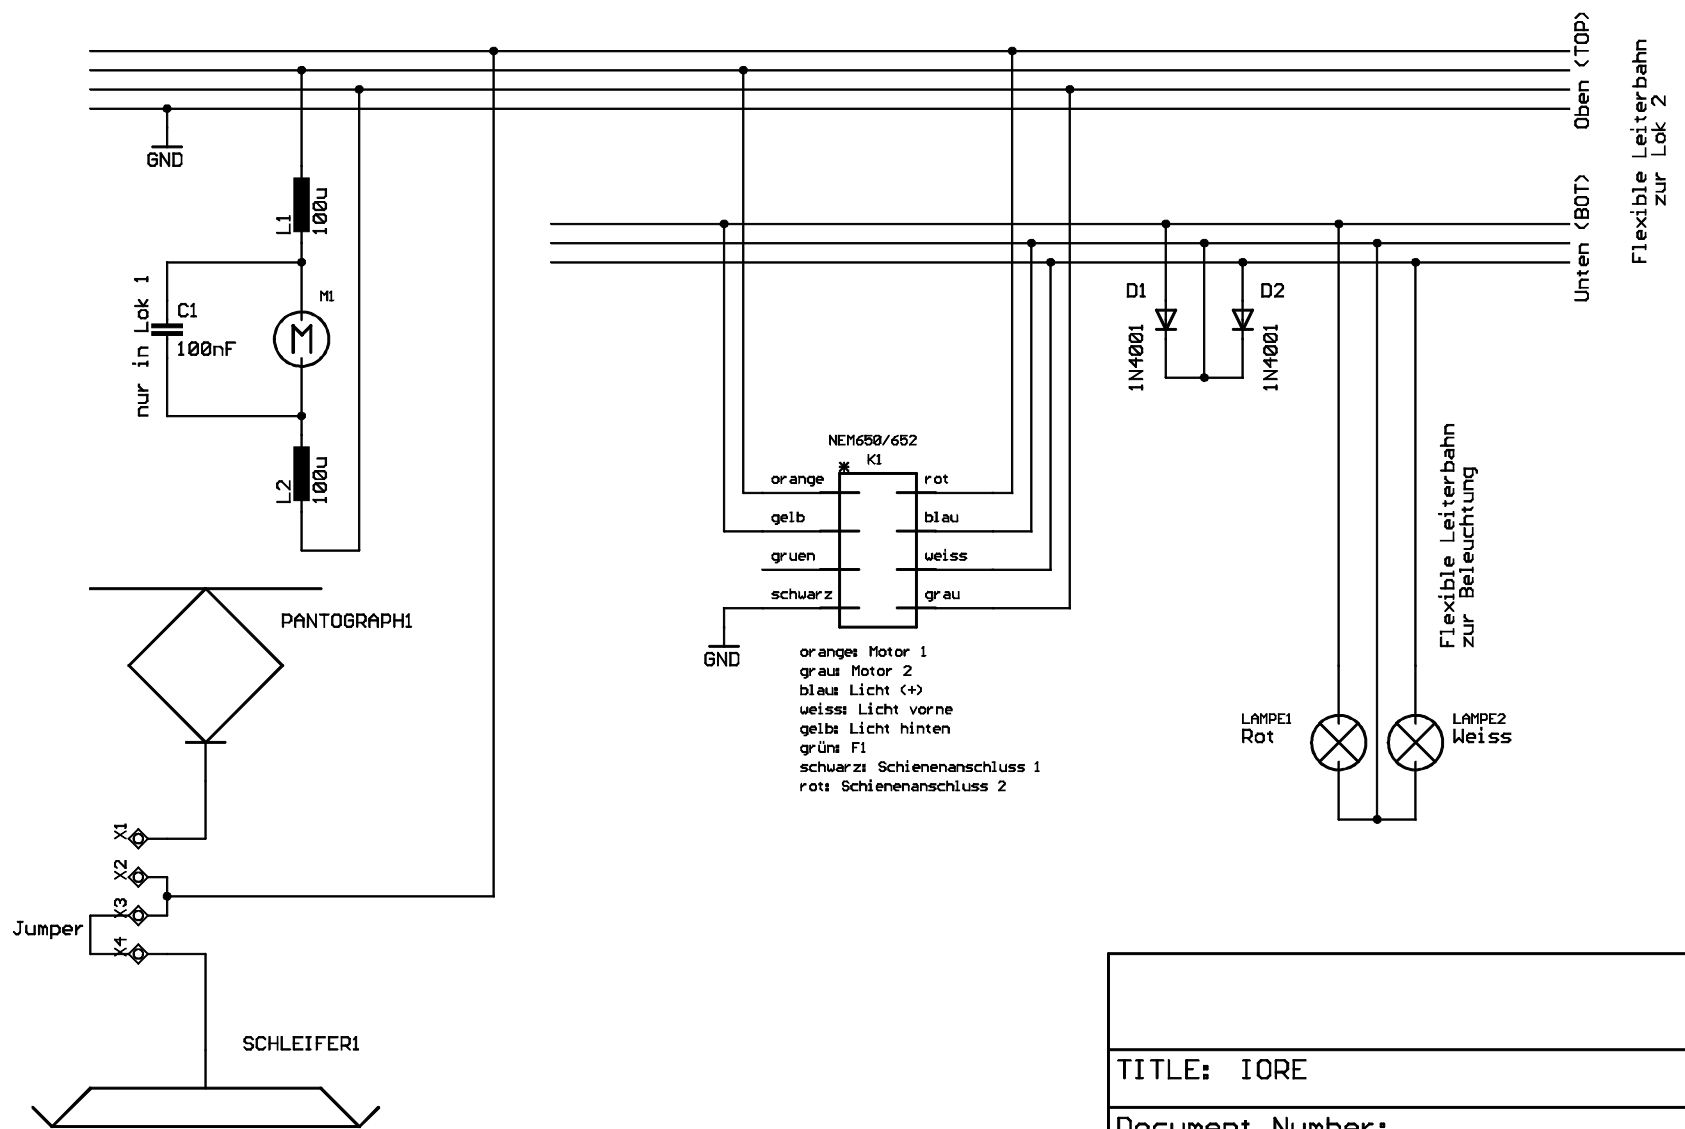 Oben (TOP)
Flexible Leiterbahn
zur Lok 2
GND
L1
100u
Unten (BOT)
nur in Lok 1
C1
100nF
M1
M
D1
1N4001
D2
1N4001
L2
100u
NEM650/652
K1
orange
rot
gelb
blau
gruen
weiss
schwarz
grau
GND
Flexible Leiterbahn
zur Beleuchtung
PANTOGRAPH1
orange: Motor 1
grau: Motor 2
blau: Licht (+)
weiss: Licht vorne
gelb: Licht hinten
grün: F1
schwarz: Schienenanschluss 1
rot: Schienenanschluss 2
LAMPE1
Rot
LAMPE2
Weiss
X1
X2
X3
X4
Jumper
SCHLEIFER1
TITLE: IORE
Document Number: